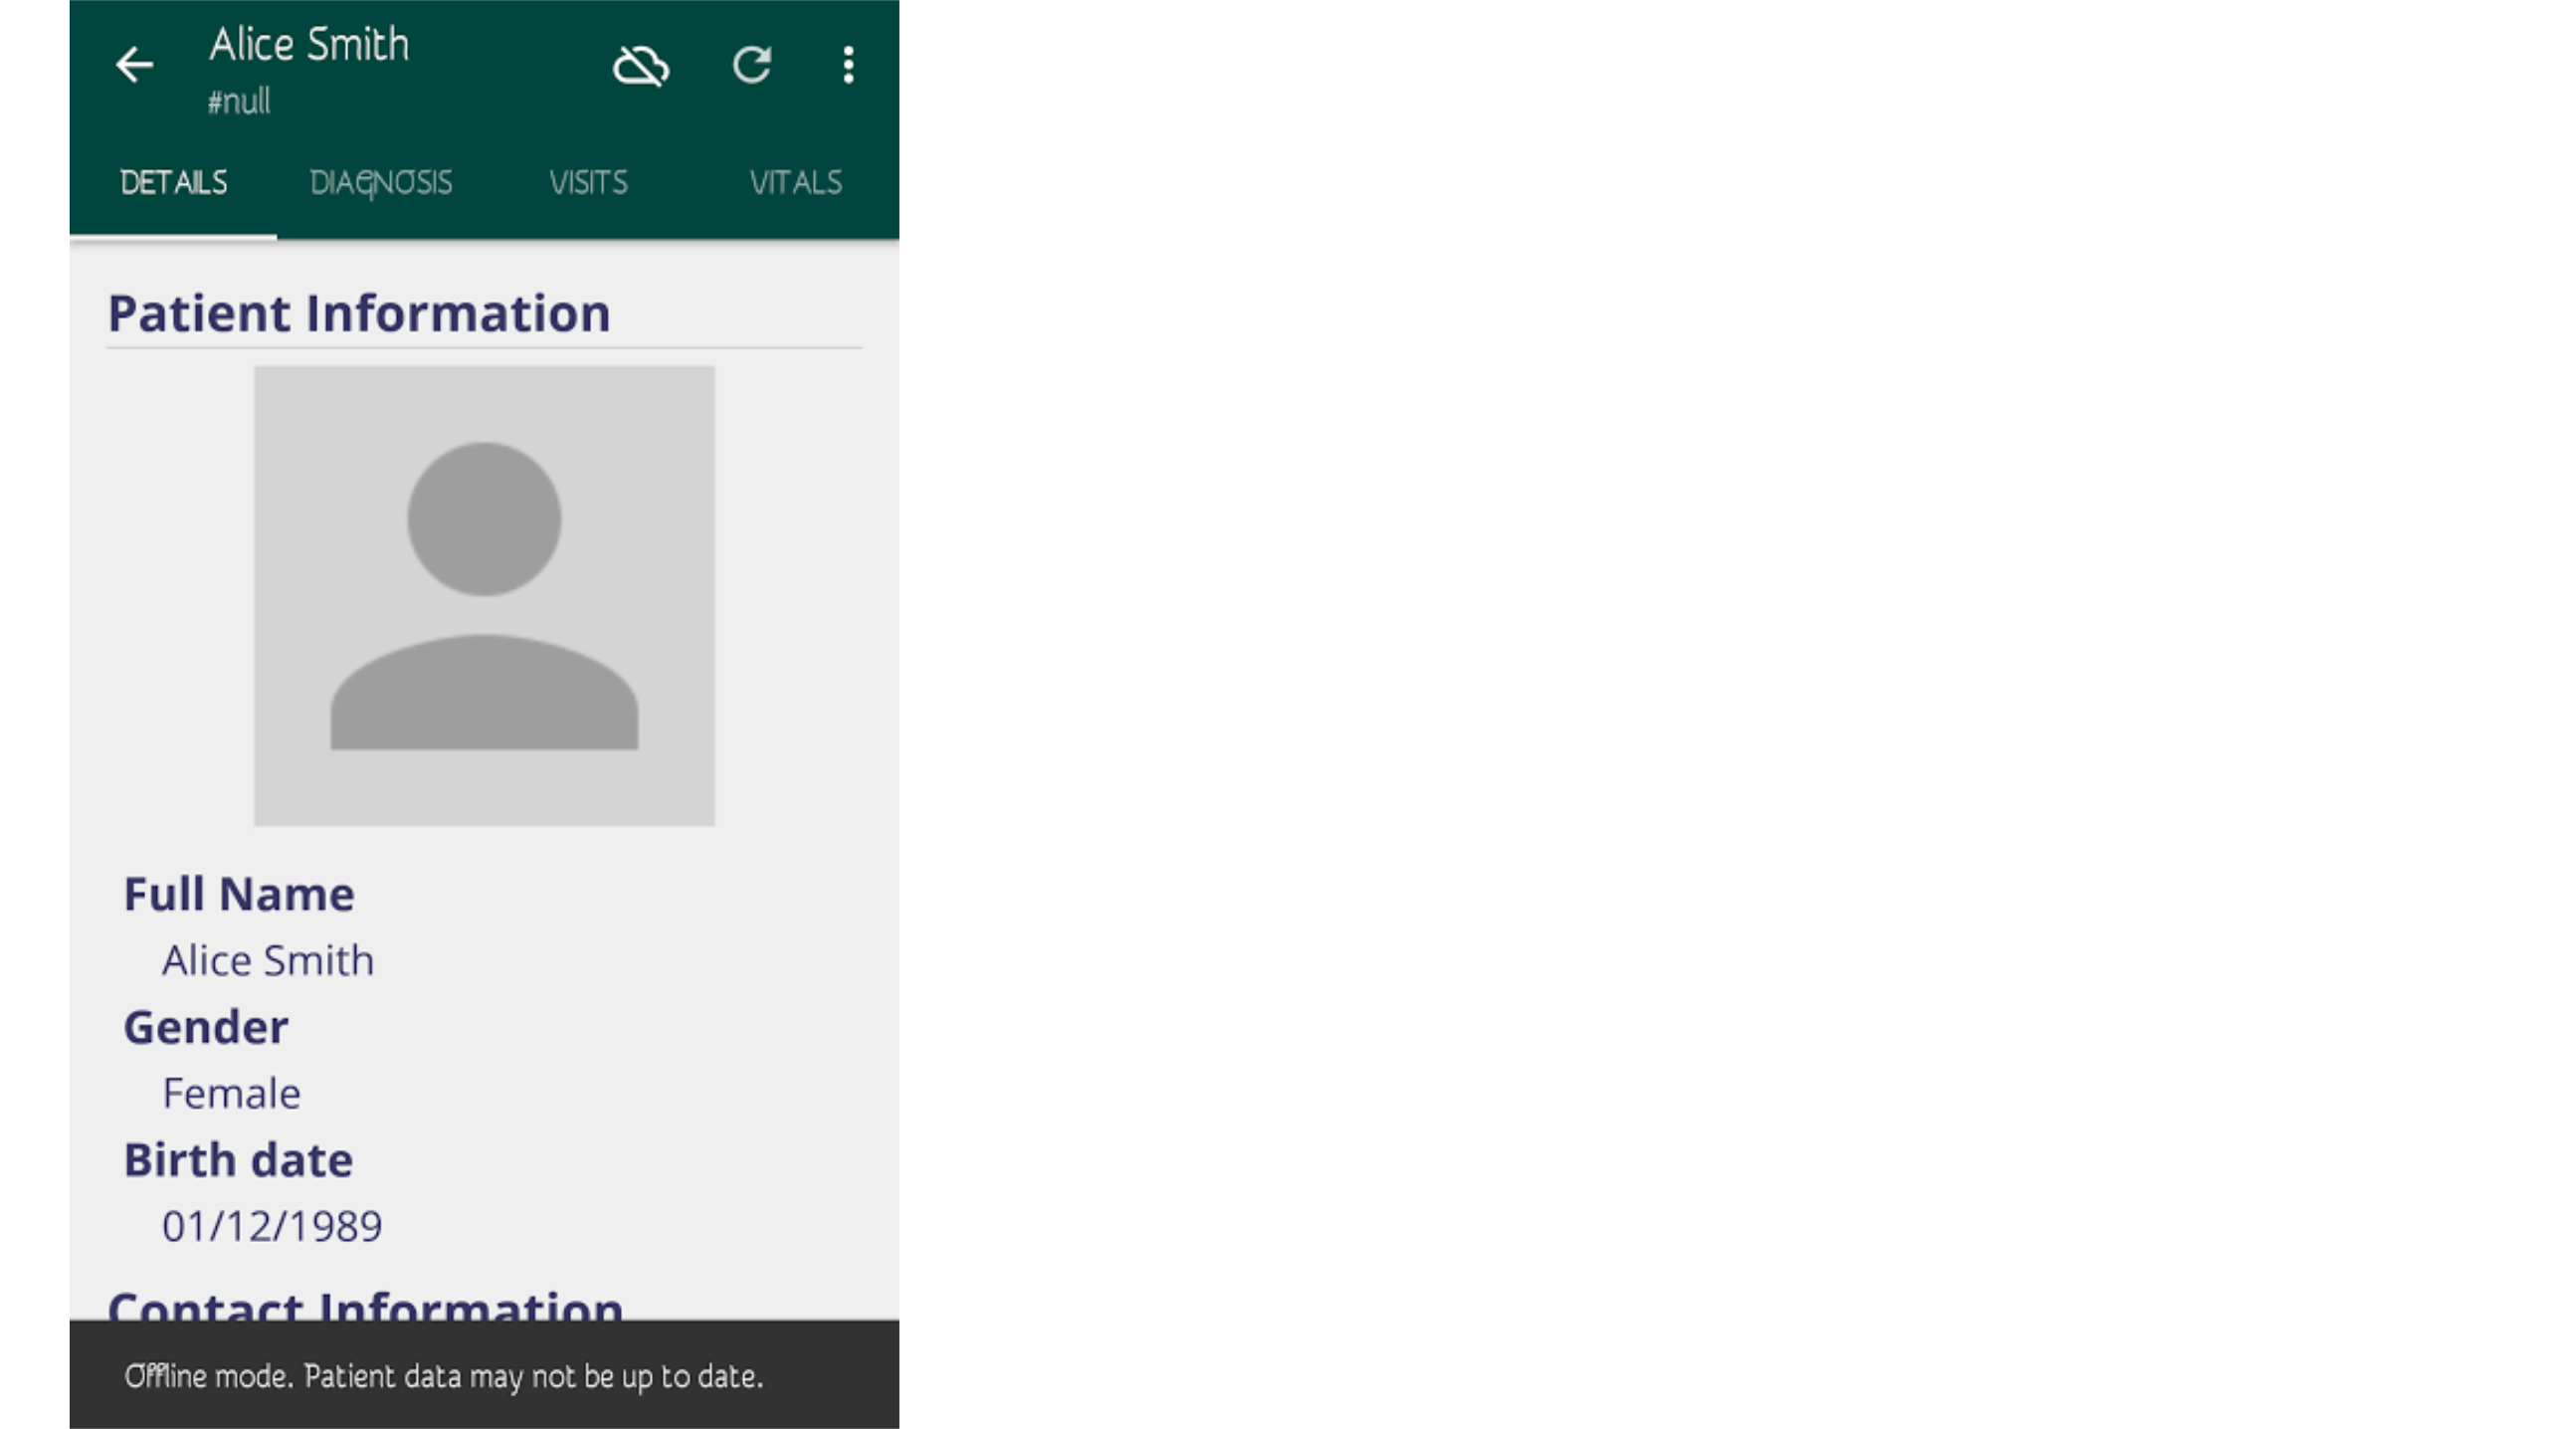 Alice Smith
#null
DETAILS DIAGNOSIS VISITS VITALS
Patient Information
Full Name
Alice Smith
Gender
Female
Birth date
01/12/1989
Contact Information
Offline mode. Patient data may not be up to date.